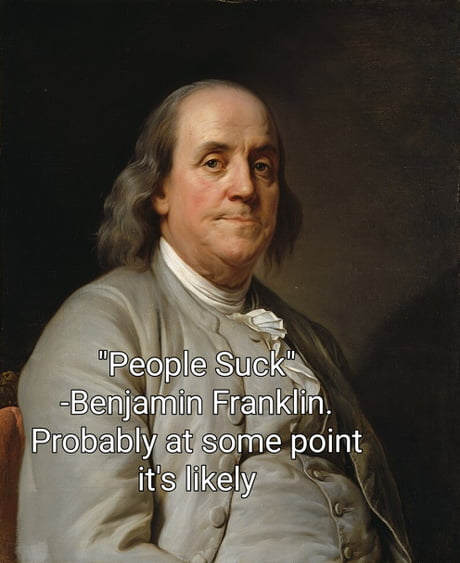 "People Suck"
-Benjamin Franklin.
Probably at some point
it's likely